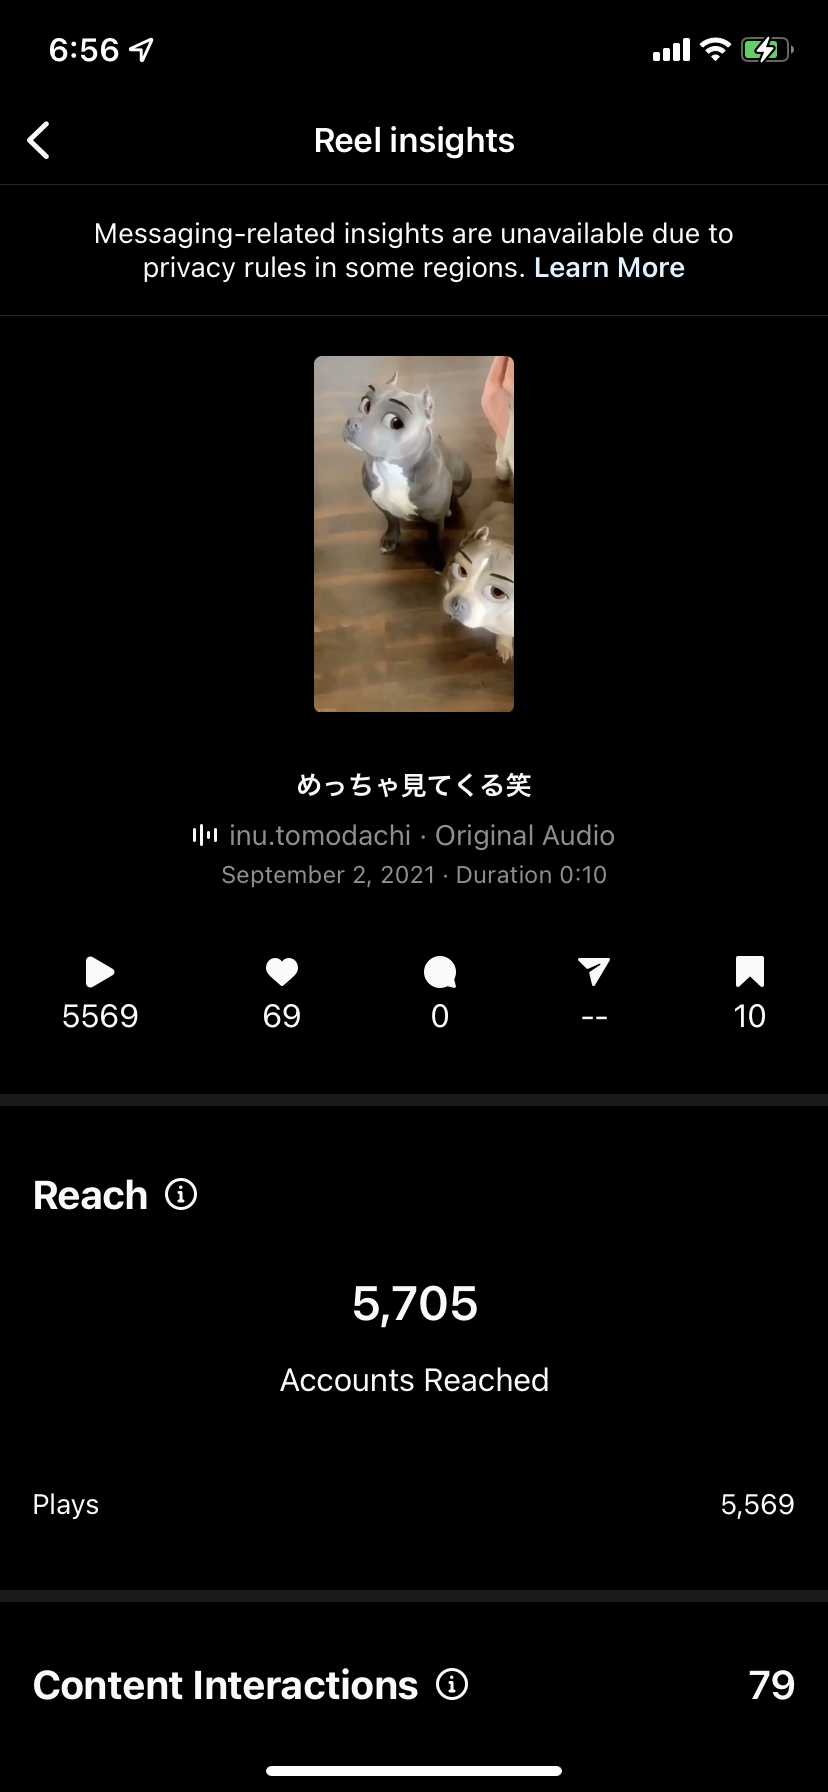 6:56
Reel insights
Messaging-related insights are unavailable due to
privacy rules in some regions. Learn More
めっちゃ見てくる笑
inu.tomodachi · Original Audio
September 2, 2021 · Duration 0:10
5569 69 0 -- 10
Reach
5,705
Accounts Reached
Plays 5,569
Content Interactions 79